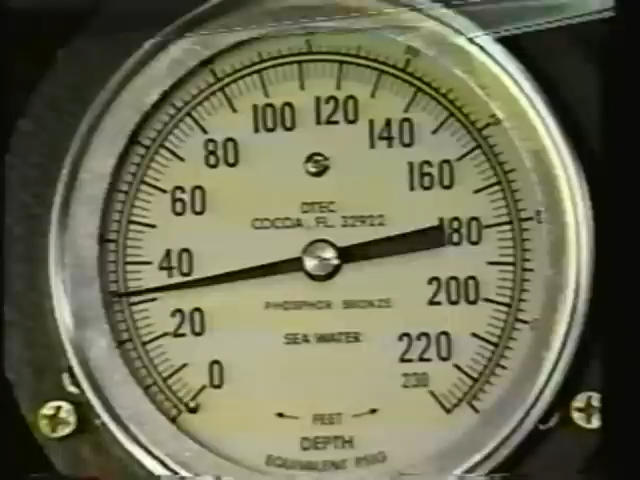 100 120
80 140
60 160
DTEC
COCOA, FL. 32922
40 180
PHOSPHOR BRONZE
20 200
SEA WATER
0 220
230
FEET
DEPTH
EQUIVALENT PSIG